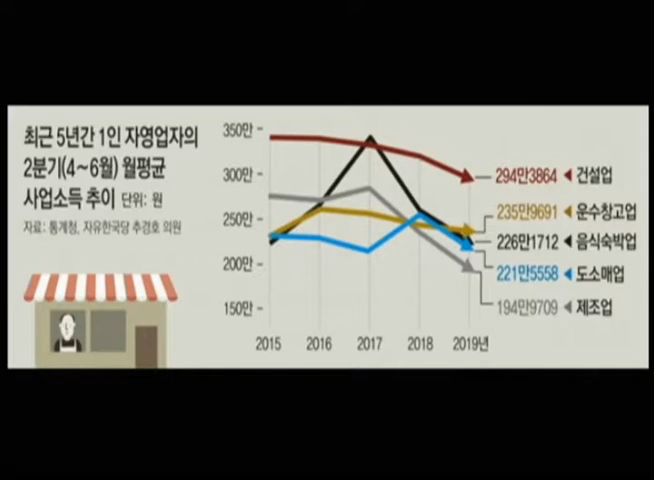 최근 5년간 1인 자영업자의
2분기(4~6월) 월평균
사업소득 추이 단위: 원
자료: 통계청, 자유한국당 추경호 의원
350만
300만
250만
200만
150만
2015 2016 2017 2018 2019년
294만3864 ◀ 건설업
235만9691 ◀ 운수창고업
226만1712 ◀ 음식숙박업
221만5558 ◀ 도소매업
194만9709 ◀ 제조업